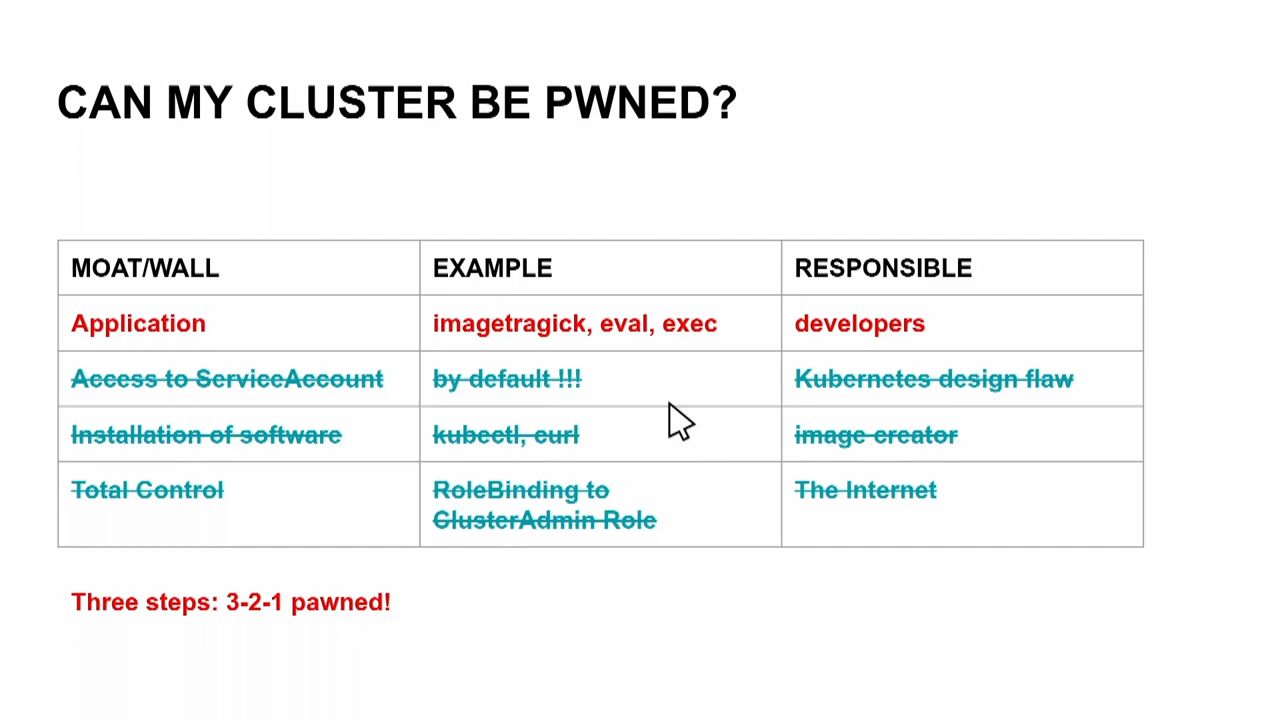 CAN MY CLUSTER BE PWNED?
MOAT/WALL EXAMPLE RESPONSIBLE
Application imagetragick, eval, exec developers
Access to ServiceAccount by default !!! Kubernetes design flaw
Installation of software kubectl, curl image creator
Total Control RoleBinding to The Internet
ClusterAdmin Role
Three steps: 3-2-1 pawned!